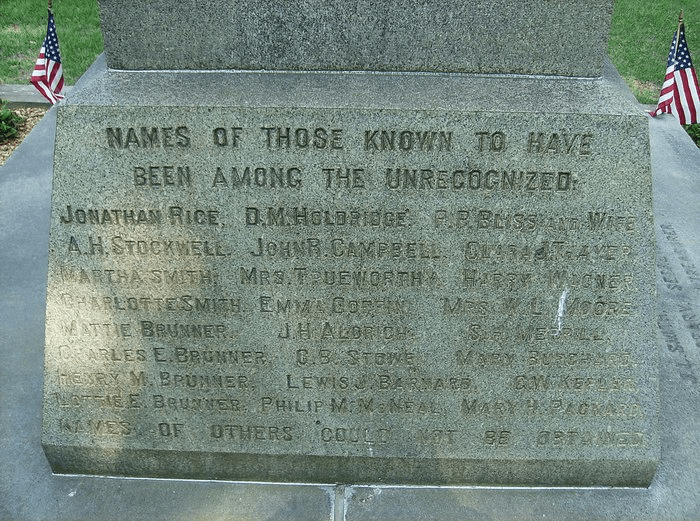 NAMES OF THOSE KNOWN TO HAVE
BEEN AMONG THE UNRECOGNIZED:
JONATHAN RICE, D.M.HOLDRIDGE, P.P.BLISS AND WIFE
A.H.STOCKWELL, JOHN R.CAMPBELL, CLARA THAYER,
MARTHA SMITH, MRS.TRUEWORTHY HARRY WAGNER
CHARLOTTE SMITH, EMMA COFFIN, MRS. W.L. MOORE
MATTIE BRUNNER, J.H.ALDRICH, S.H.MERRILL,
CHARLES E.BRUNNER, C.B.STOWE, MARY BURCHARD,
HENRY M. BRUNNER, LEWIS J.BARNARD, G.W.KEELER
LOTTIE E. BRUNNER, PHILIP M.McNEAL, MARY H. PACKARD,
NAMES OF OTHERS COULD NOT BE OBTAINED